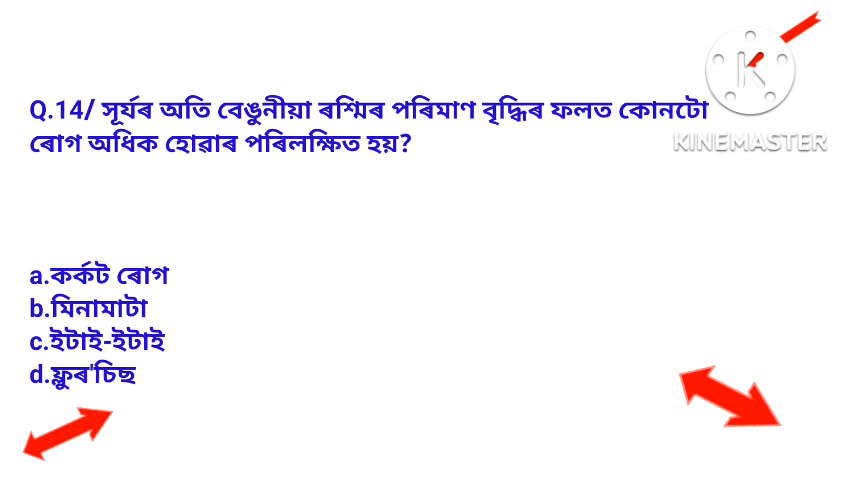 Q.14/ সূৰ্যৰ অতি বেঙুনীয়া ৰশ্মিৰ পৰিমাণ বৃদ্ধিৰ ফলত কোনটো
ৰোগ অধিক হোৱাৰ পৰিলক্ষিত হয়?
KINEMASTER
a.কৰ্কট ৰোগ
b.মিনামাটা
c.ইটাই-ইটাই
d.ফ্লুৰ'চিছ